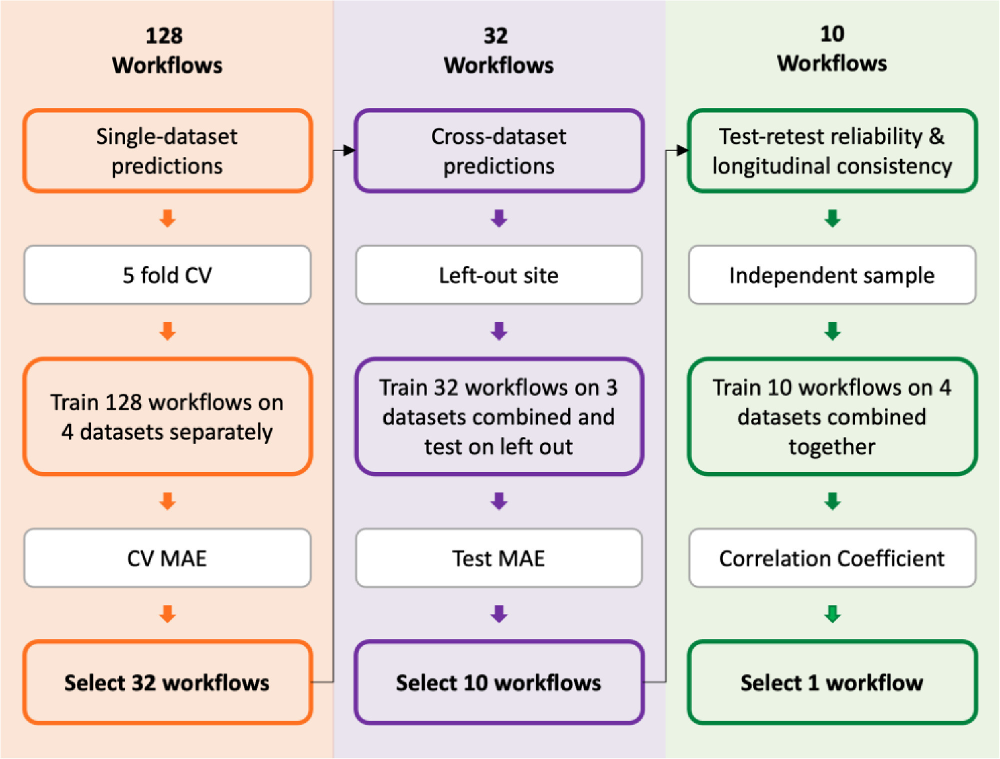 128
Workflows
Single-dataset
predictions
5 fold CV
Train 128 workflows on
4 datasets separately
CV MAE
Select 32 workflows
32
Workflows
Cross-dataset
predictions
Left-out site
Train 32 workflows on 3
datasets combined and
test on left out
Test MAE
Select 10 workflows
10
Workflows
Test-retest reliability &
longitudinal consistency
Independent sample
Train 10 workflows on 4
datasets combined
together
Correlation Coefficient
Select 1 workflow